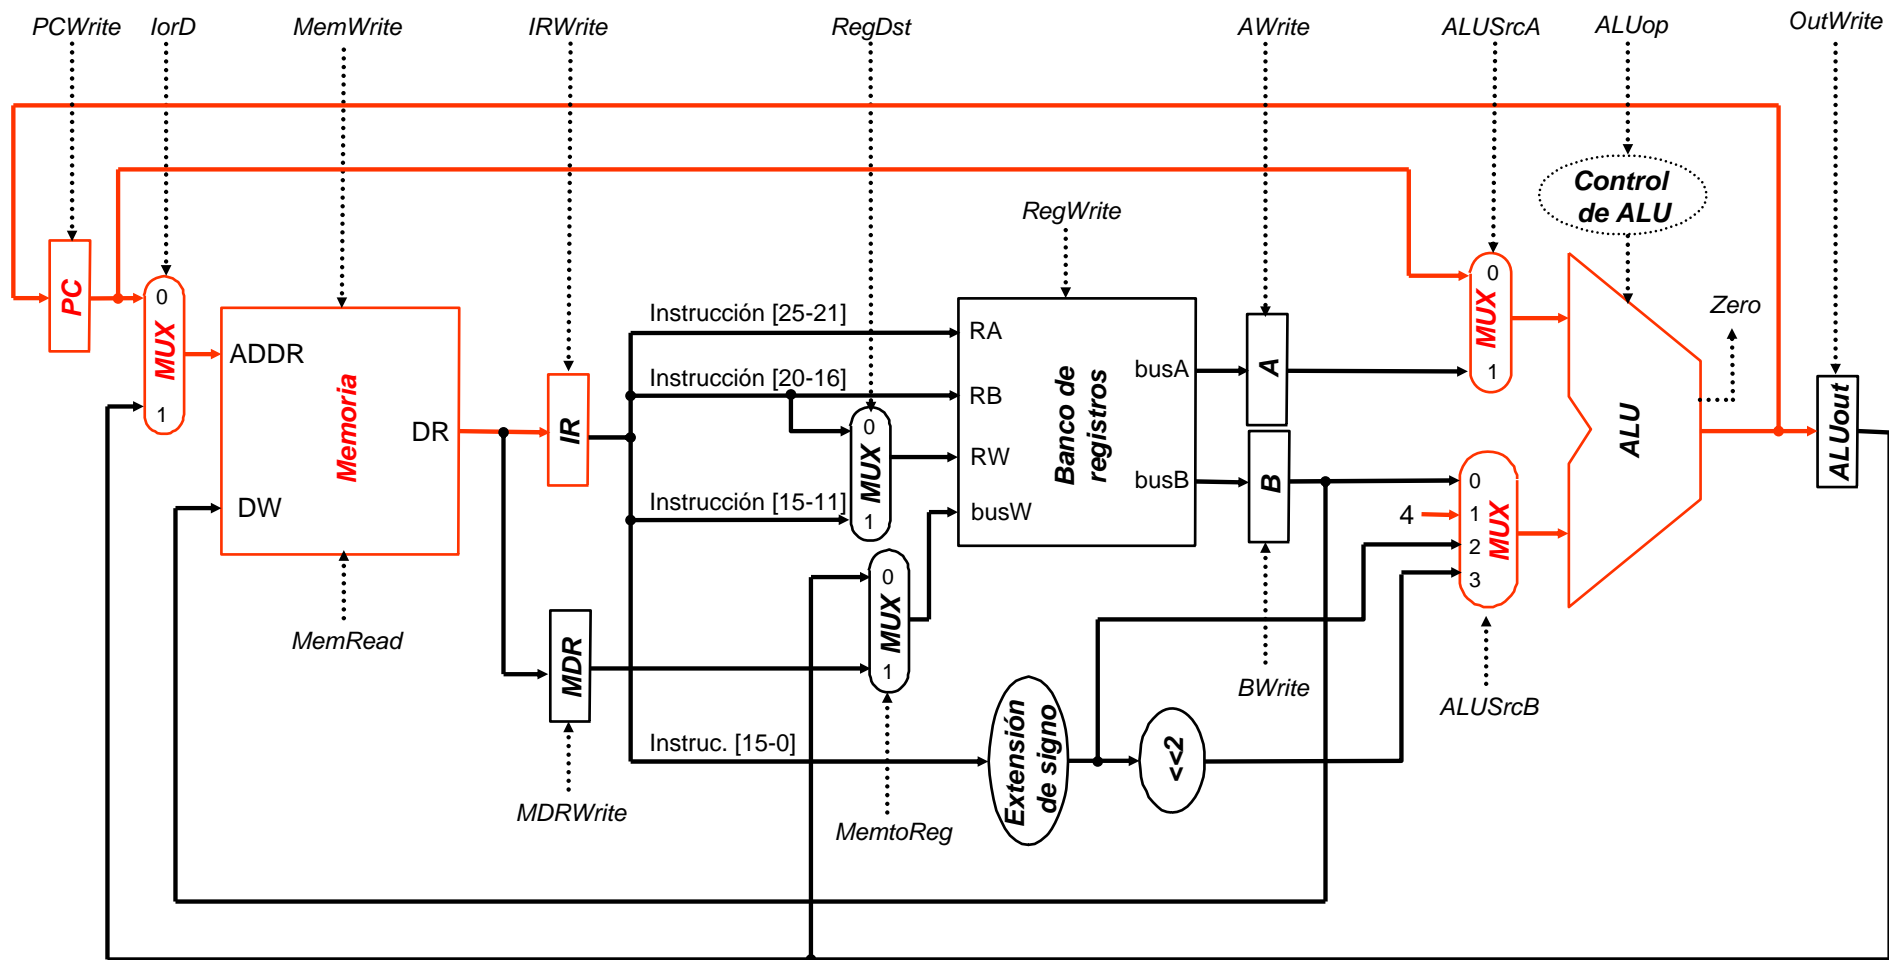 PCWrite
IorD
MemWrite
IRWrite
RegDst
AWrite
ALUSrcA
ALUop
OutWrite
Control
de ALU
RegWrite
PC
0
MUX
1
ADDR
Memoria
DR
DW
MemRead
IR
Instrucción [25-21]
Instrucción [20-16]
Instrucción [15-11]
0
MUX
1
RA
RB
RW
busW
Banco de
registros
busA
busB
A
B
BWrite
0
MUX
1
4
0
1
2
3
MUX
ALUSrcB
ALU
Zero
ALUout
MDR
MDRWrite
0
MUX
1
MemtoReg
Instruc. [15-0]
Extensión
de signo
<<2